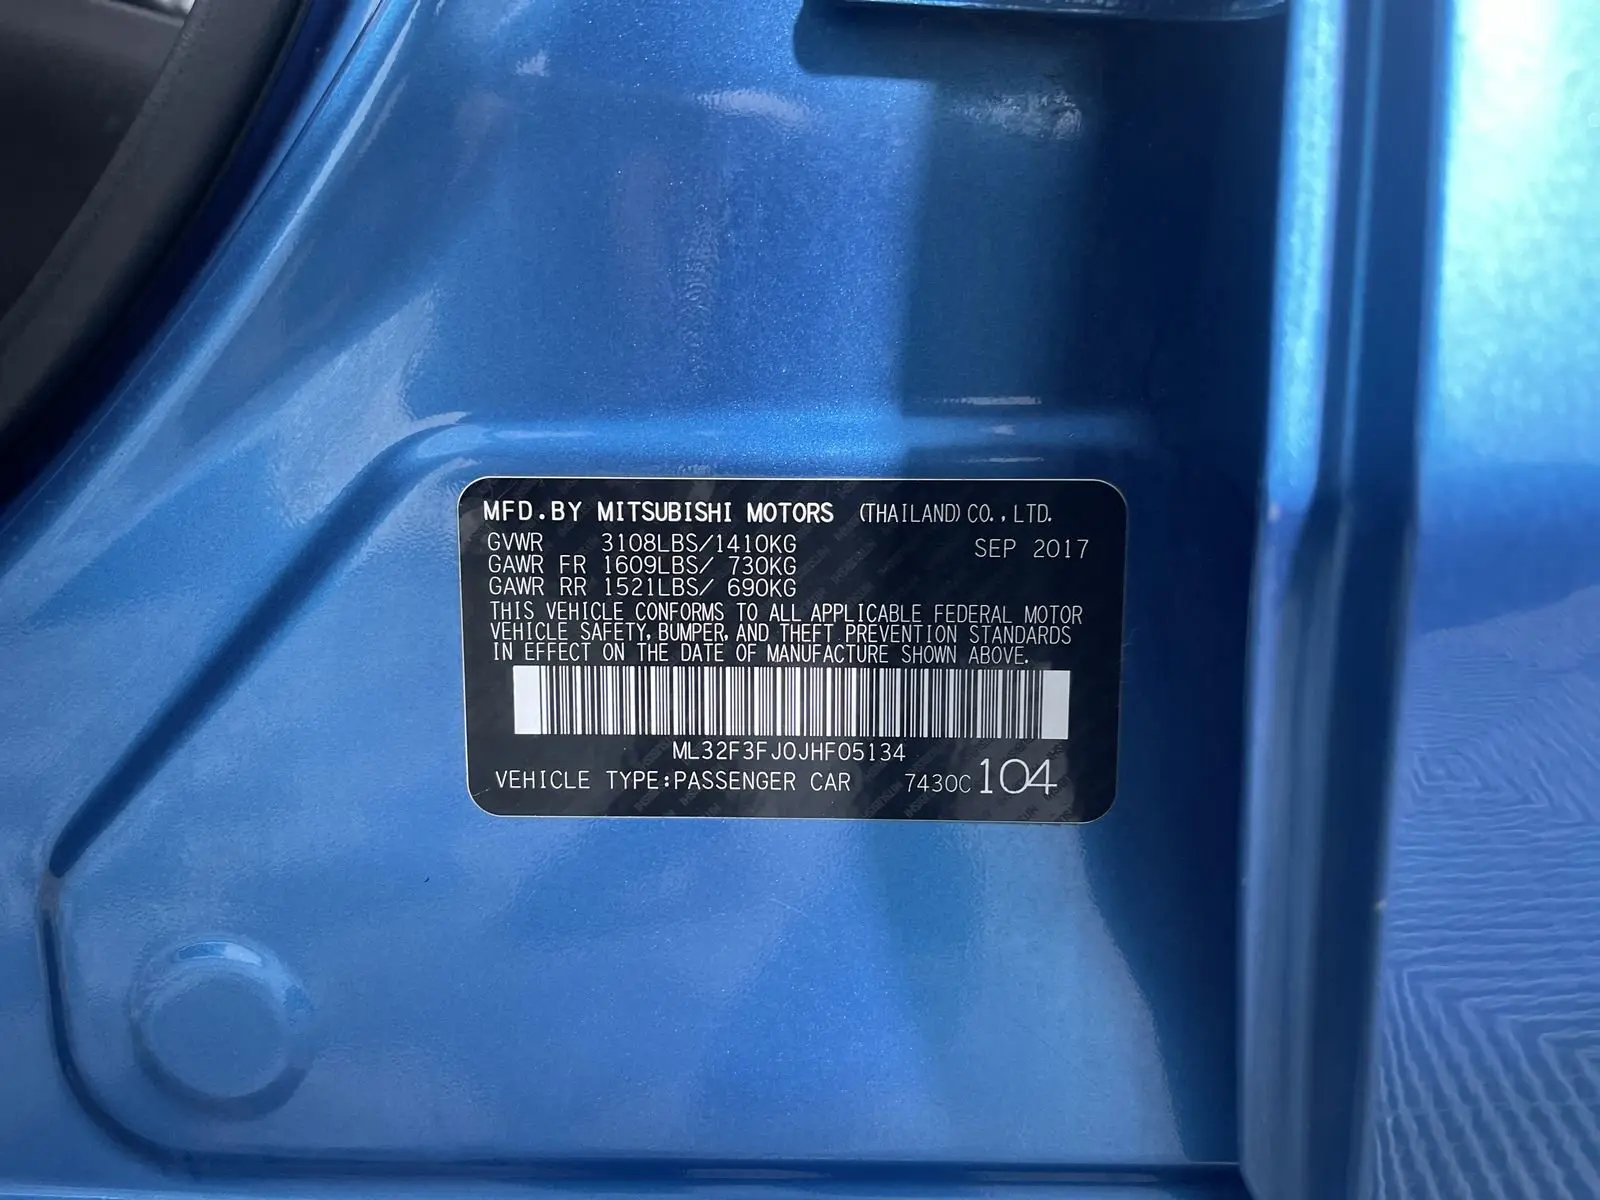 MFD.BY MITSUBISHI MOTORS (THAILAND) CO., LTD.
GVWR 3108LBS/1410KG SEP 2017
GAWR FR 1609LBS/ 730KG
GAWR RR 1521LBS/ 690KG
THIS VEHICLE CONFORMS TO ALL APPLICABLE FEDERAL MOTOR
VEHICLE SAFETY, BUMPER, AND THEFT PREVENTION STANDARDS
IN EFFECT ON THE DATE OF MANUFACTURE SHOWN ABOVE.
ML32F3FJ0JHF05134
VEHICLE TYPE:PASSENGER CAR 7430C 104